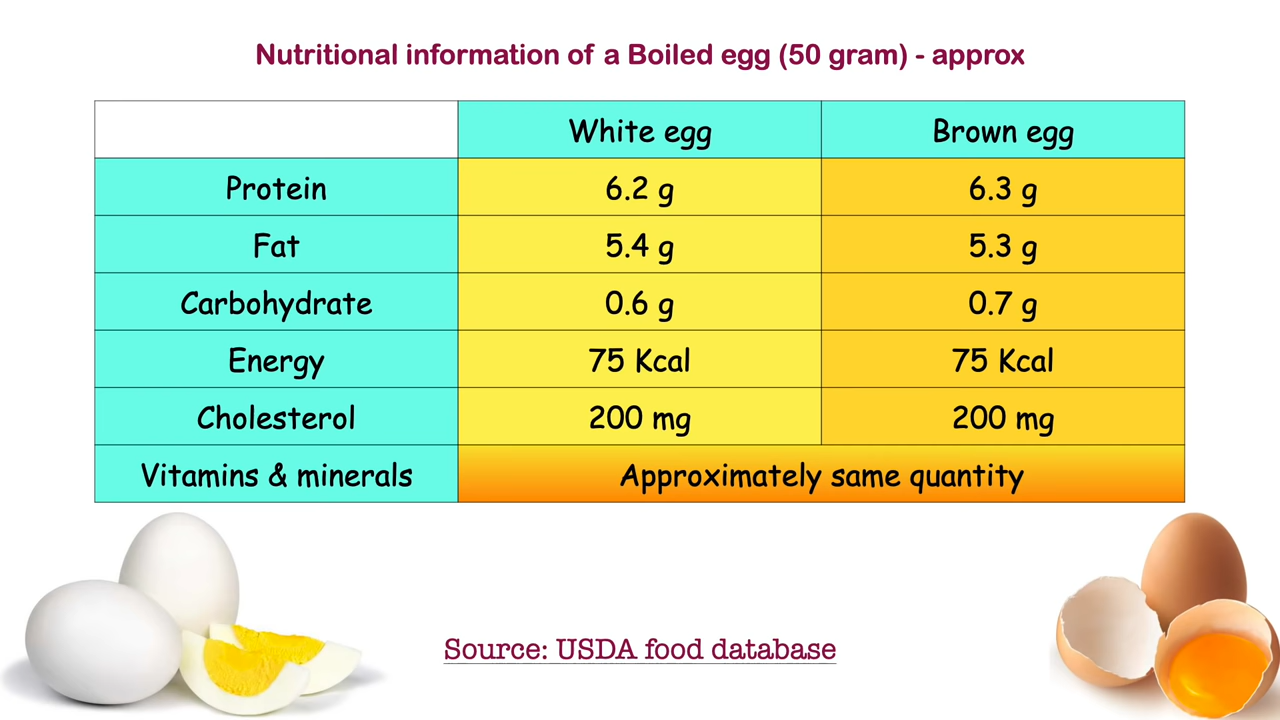 Nutritional information of a Boiled egg (50 gram) - approx
White egg Brown egg
Protein 6.2 g 6.3 g
Fat 5.4 g 5.3 g
Carbohydrate 0.6 g 0.7 g
Energy 75 Kcal 75 Kcal
Cholesterol 200 mg 200 mg
Vitamins & minerals Approximately same quantity
Source: USDA food database